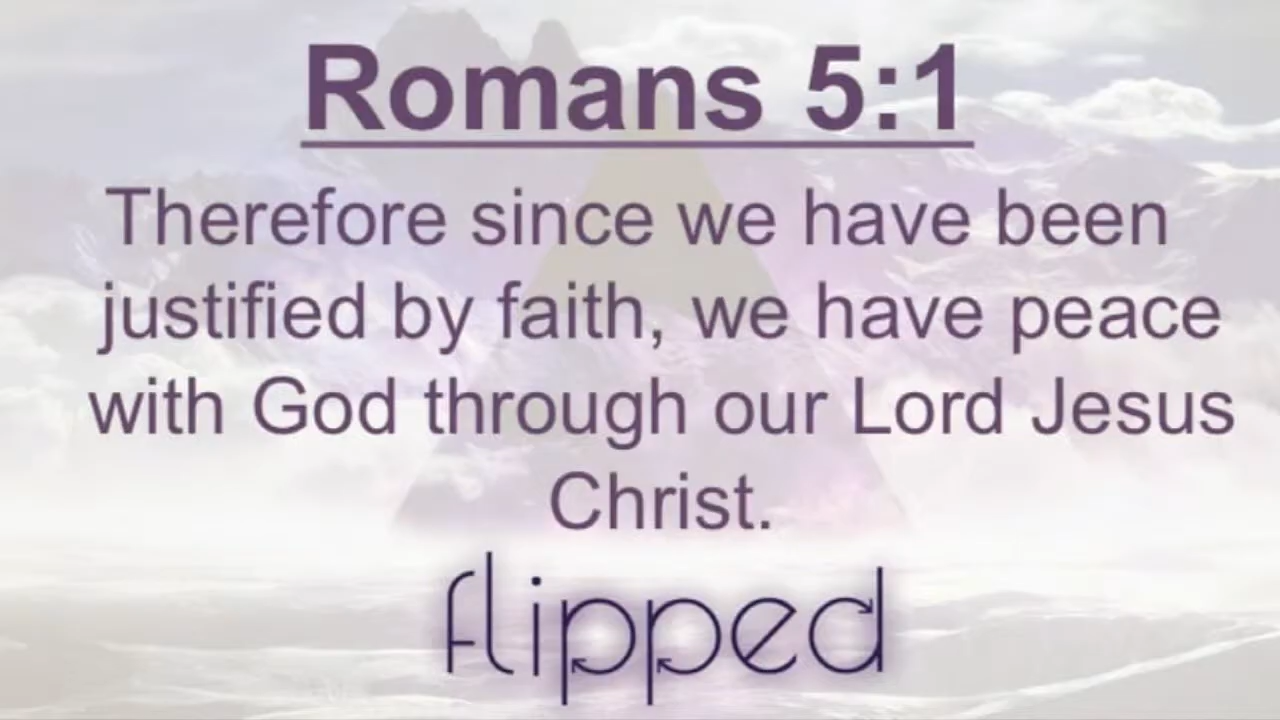 Romans 5:1
Therefore since we have been
justified by faith, we have peace
with God through our Lord Jesus
Christ.
flipped